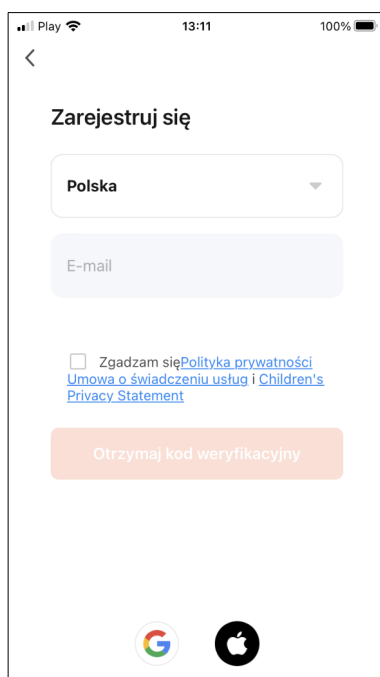 Play 13:11 100%
Zarejestruj się
Polska
E-mail
Zgadzam sięPolityka prywatności
Umowa o świadczeniu usług i Children's
Privacy Statement
Otrzymaj kod weryfikacyjny